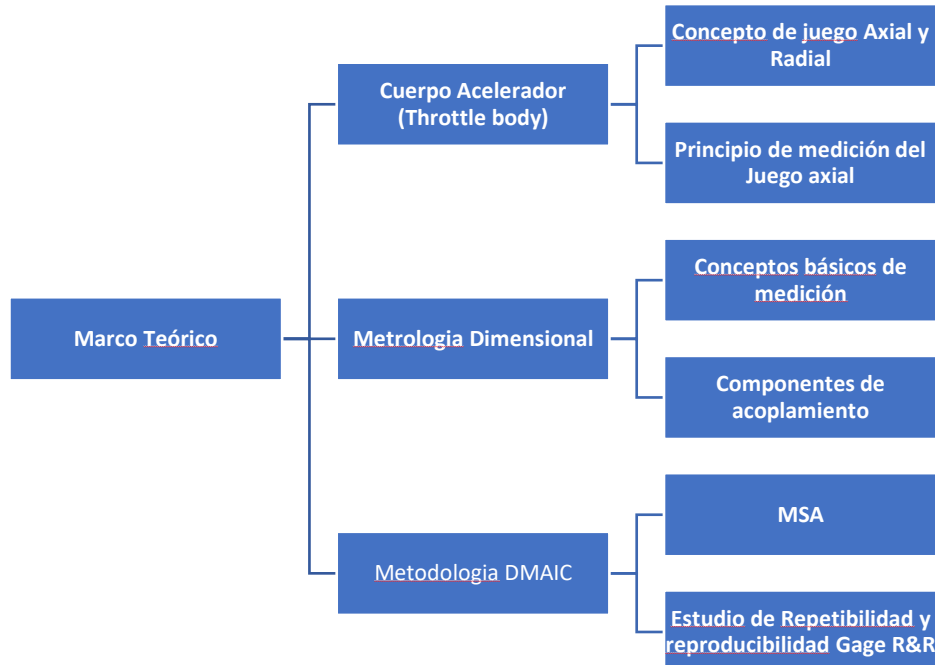 Marco Teórico
Cuerpo Acelerador
(Throttle body)
Concepto de juego Axial y
Radial
Principio de medición del
Juego axial
Metrologia Dimensional
Conceptos básicos de
medición
Componentes de
acoplamiento
Metodologia DMAIC
MSA
Estudio de Repetibilidad y
reproducibilidad Gage R&R